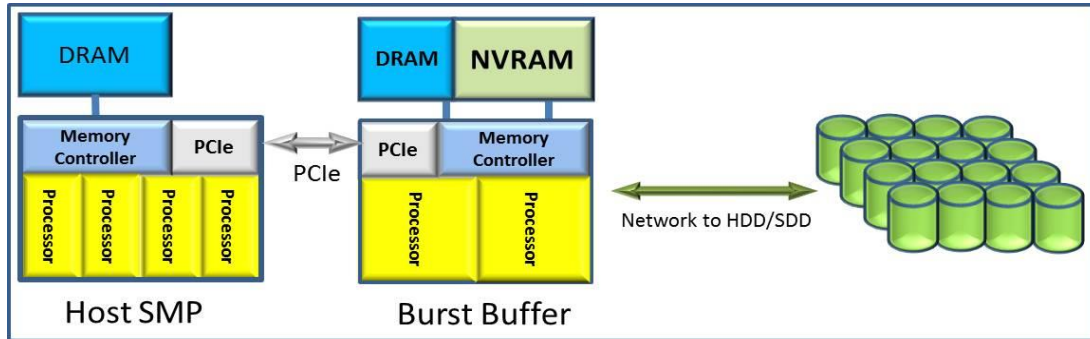 DRAM
Memory
Controller
PCIe
Processor
Processor
Processor
Processor
Host SMP
PCIe
DRAM
NVRAM
PCIe
Memory
Controller
Processor
Processor
Burst Buffer
Network to HDD/SDD